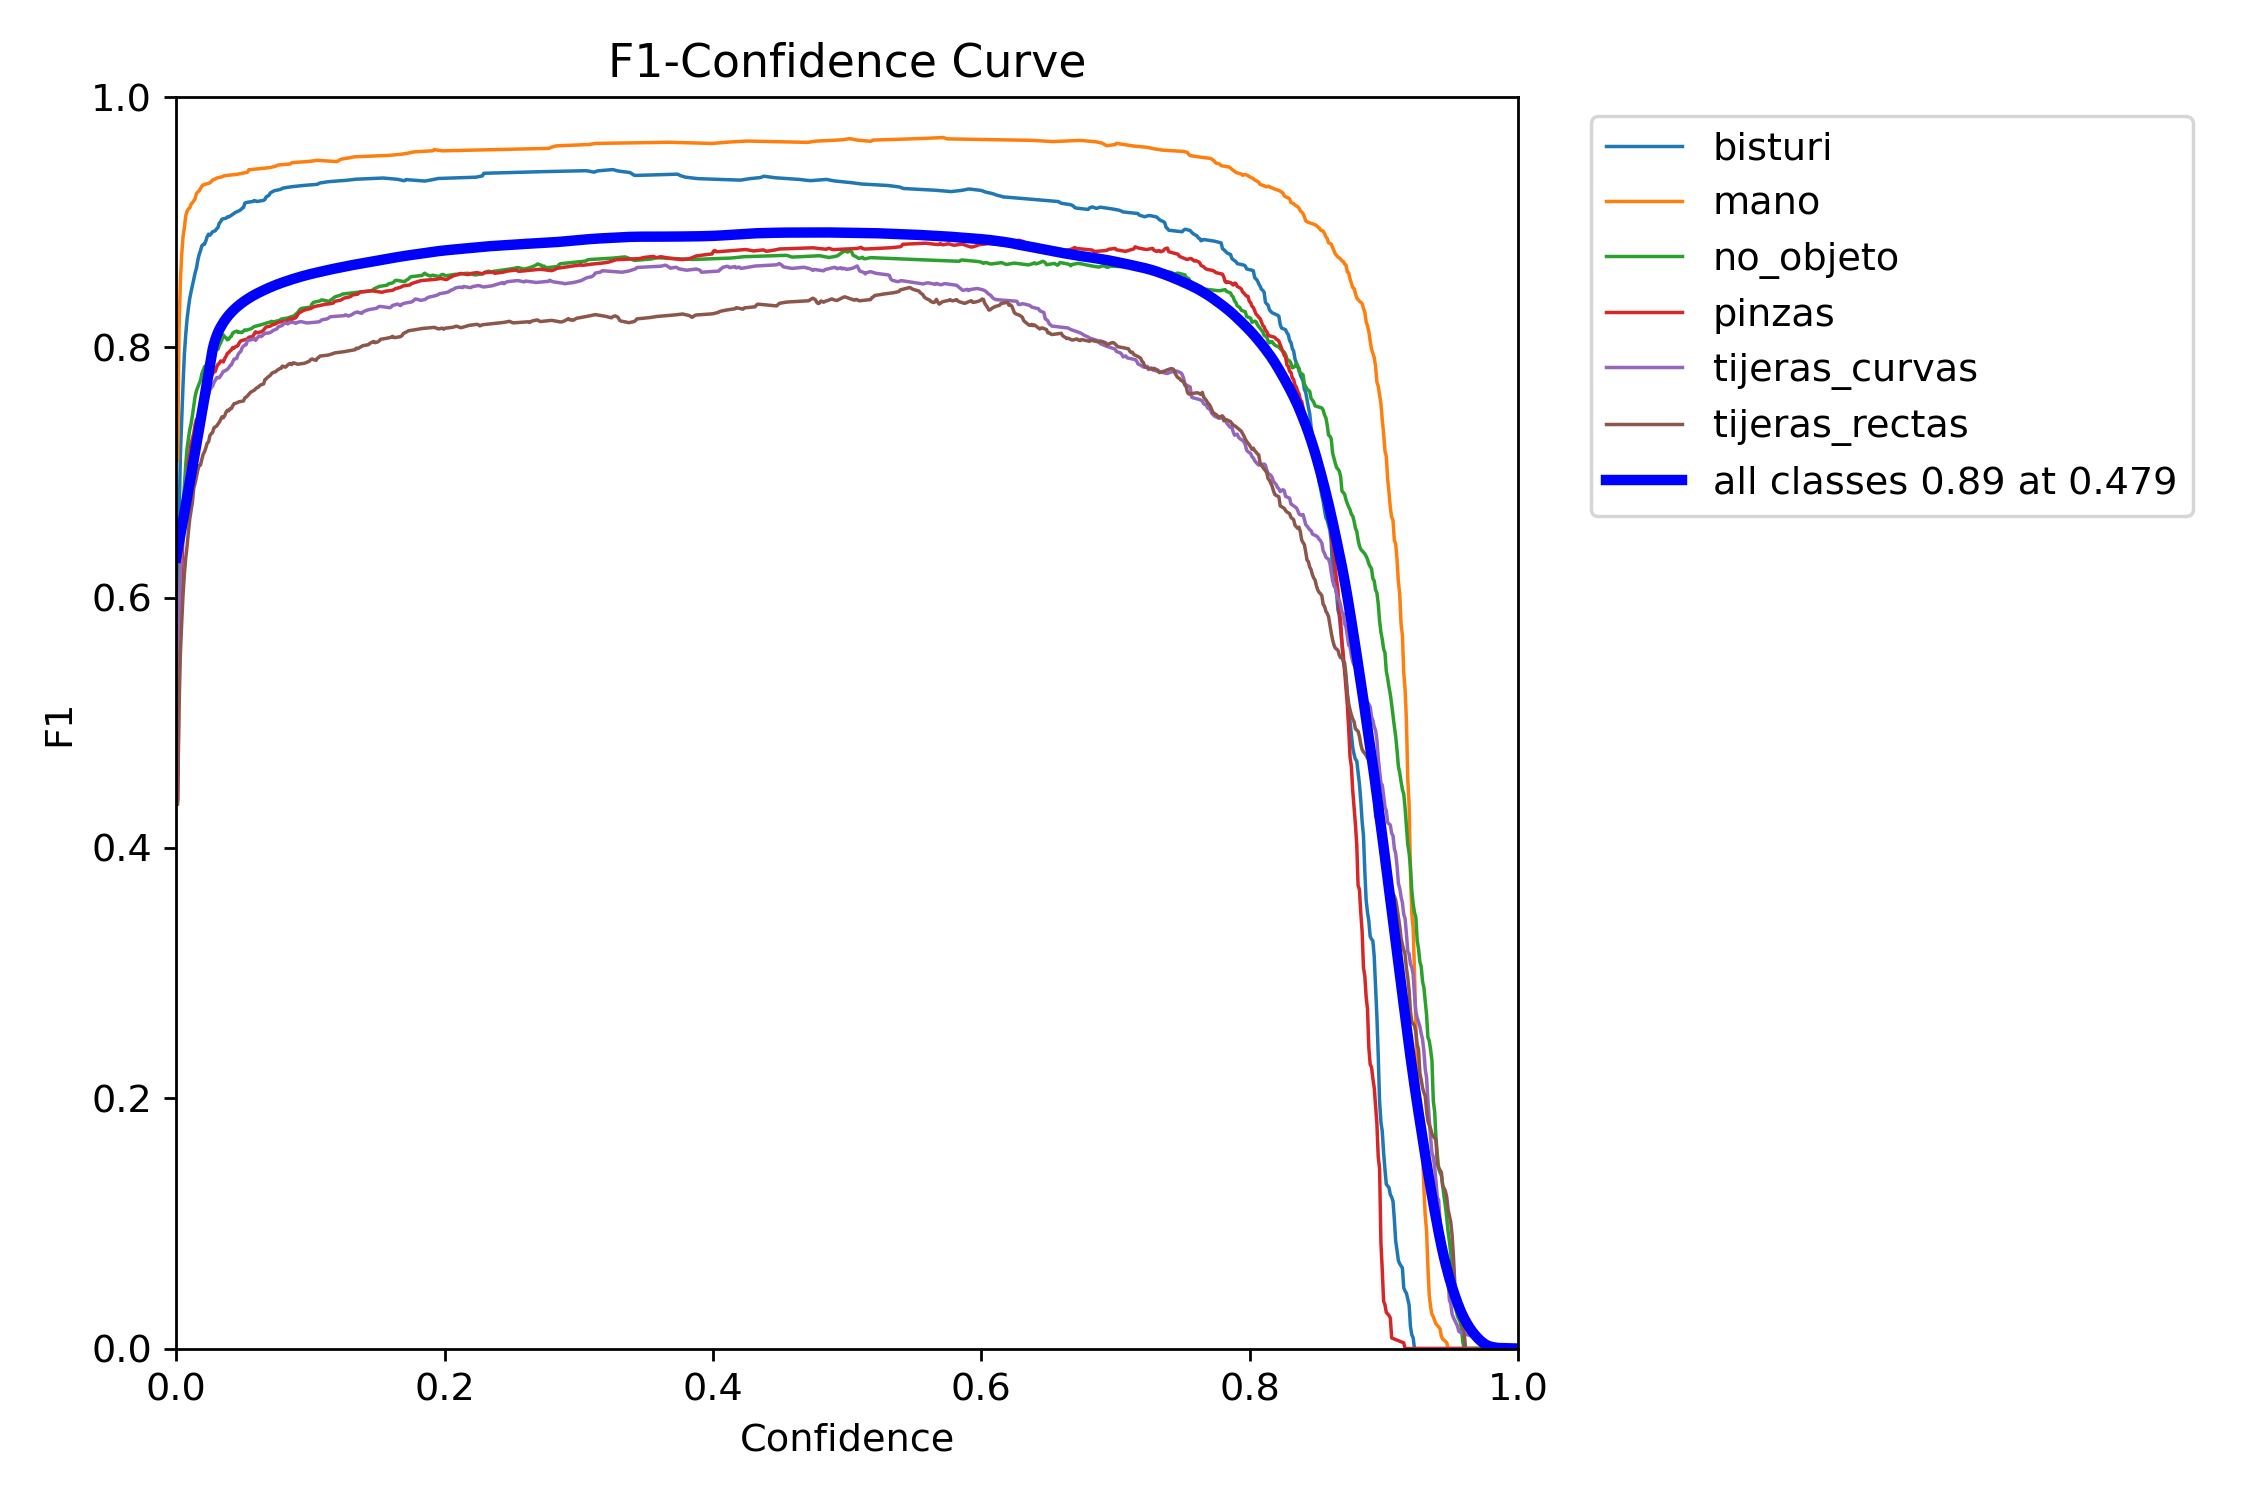 F1-Confidence Curve
1.0
0.8
0.6
0.4
0.2
0.0
F1
0.0 0.2 0.4 0.6 0.8 1.0
Confidence
bisturi
mano
no_objeto
pinzas
tijeras_curvas
tijeras_rectas
all classes 0.89 at 0.479